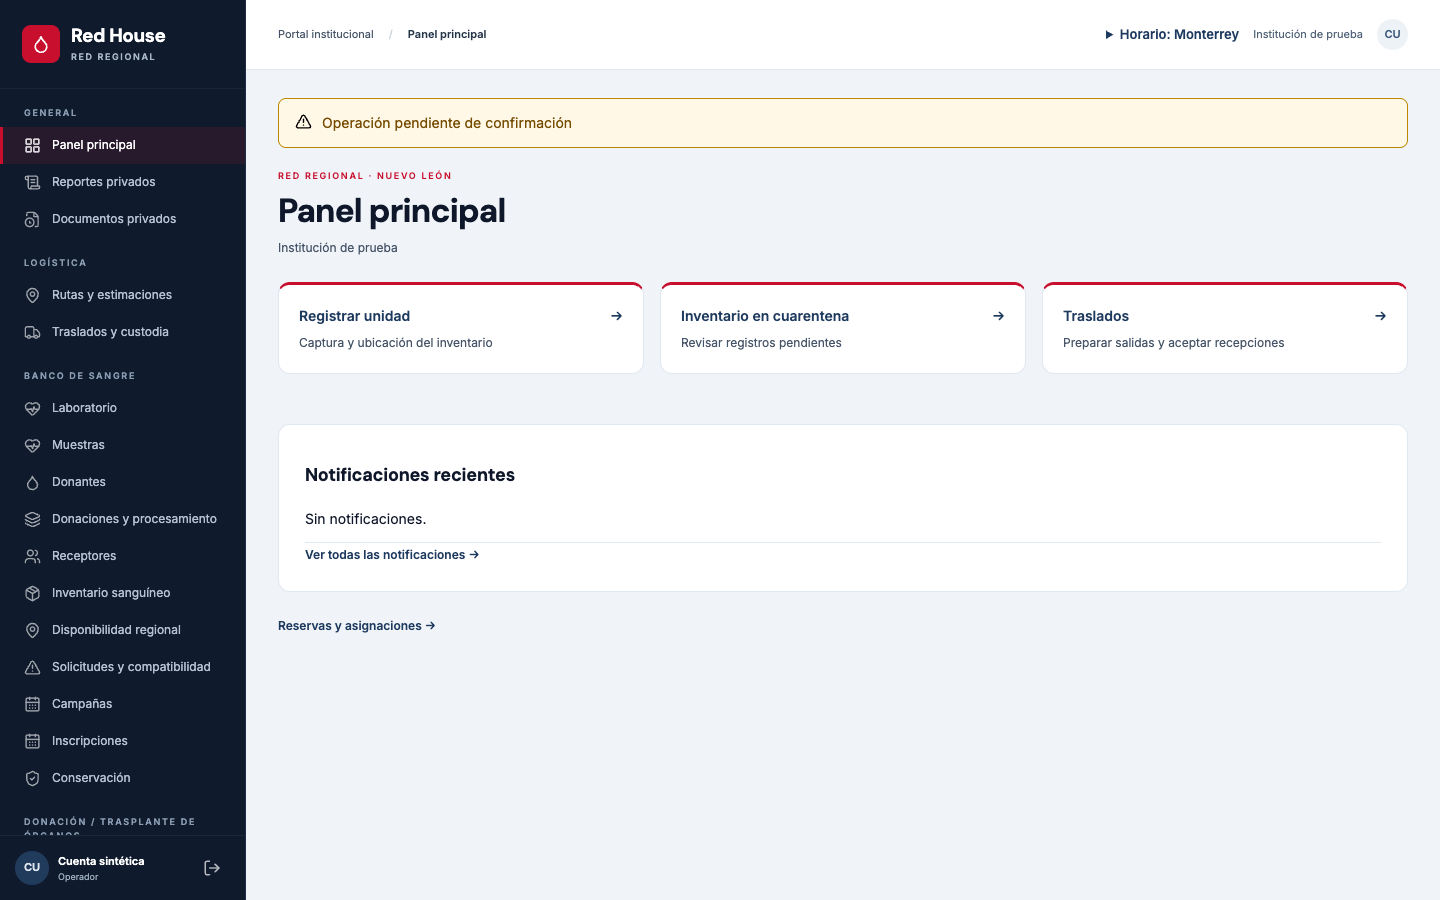 Red House
RED REGIONAL
GENERAL
Panel principal
Reportes privados
Documentos privados
LOGÍSTICA
Rutas y estimaciones
Traslados y custodia
BANCO DE SANGRE
Laboratorio
Muestras
Donantes
Donaciones y procesamiento
Receptores
Inventario sanguíneo
Disponibilidad regional
Solicitudes y compatibilidad
Campañas
Inscripciones
Conservación
DONACIÓN / TRASPLANTE DE
ÓRGANOS
CU
Cuenta sintética
Operador
Portal institucional / Panel principal
Horario: Monterrey
Institución de prueba
CU
Operación pendiente de confirmación
RED REGIONAL · NUEVO LEÓN
Panel principal
Institución de prueba
Registrar unidad →
Captura y ubicación del inventario
Inventario en cuarentena →
Revisar registros pendientes
Traslados →
Preparar salidas y aceptar recepciones
Notificaciones recientes
Sin notificaciones.
Ver todas las notificaciones →
Reservas y asignaciones →